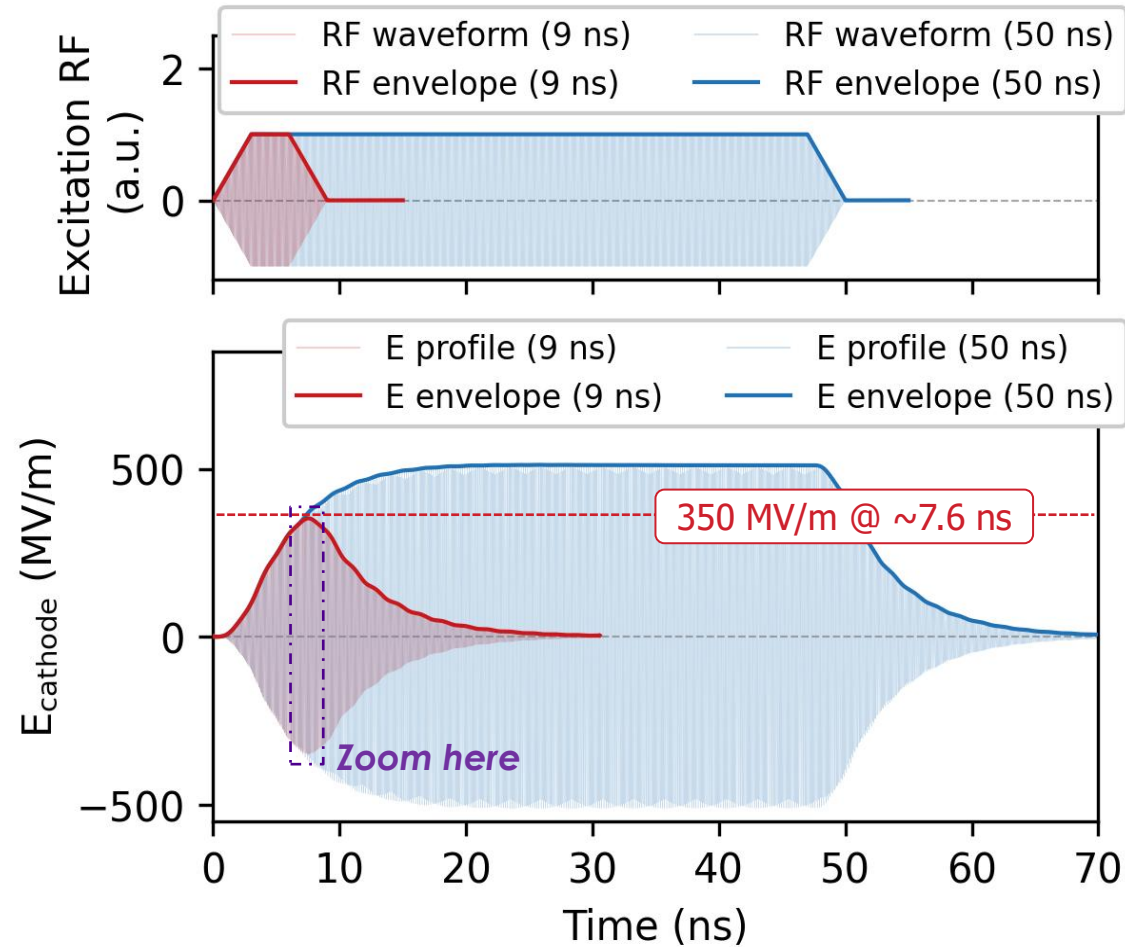 RF waveform (9 ns) RF waveform (50 ns)
RF envelope (9 ns) RF envelope (50 ns)
Excitation RF
(a.u.)
2
0
E profile (9 ns) E profile (50 ns)
E envelope (9 ns) E envelope (50 ns)
E_cathode (MV/m)
500
350 MV/m @ ~7.6 ns
0
Zoom here
−500
0 10 20 30 40 50 60 70
Time (ns)